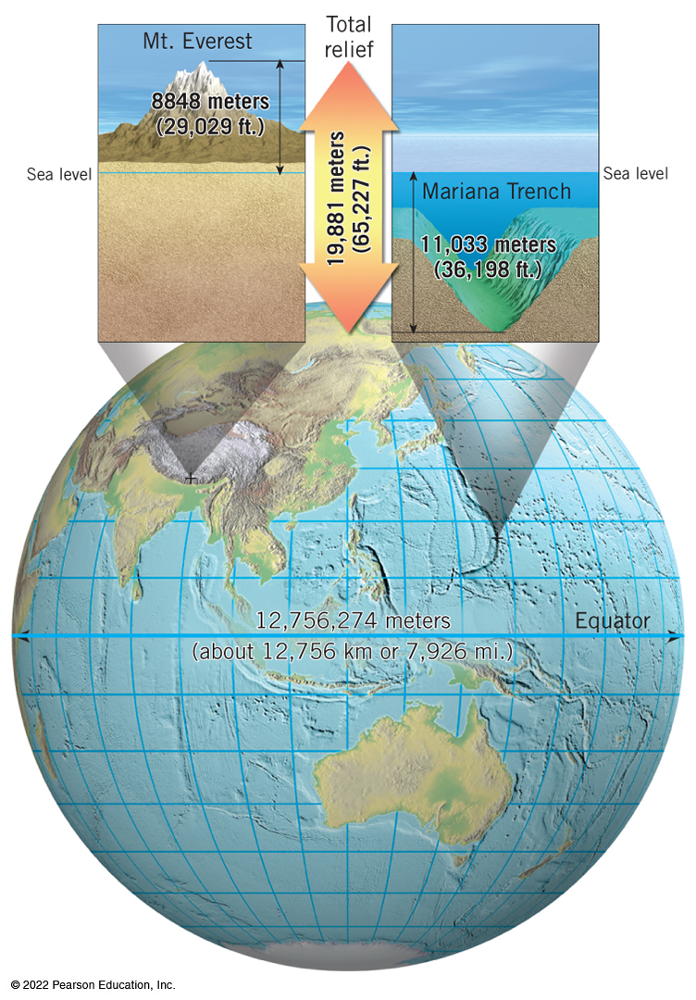 Mt. Everest
8848 meters
(29,029 ft.)
Sea level
Total
relief
19,881 meters
(65,227 ft.)
Sea level
Mariana Trench
11,033 meters
(36,198 ft.)
12,756,274 meters
(about 12,756 km or 7,926 mi.)
Equator
© 2022 Pearson Education, Inc.